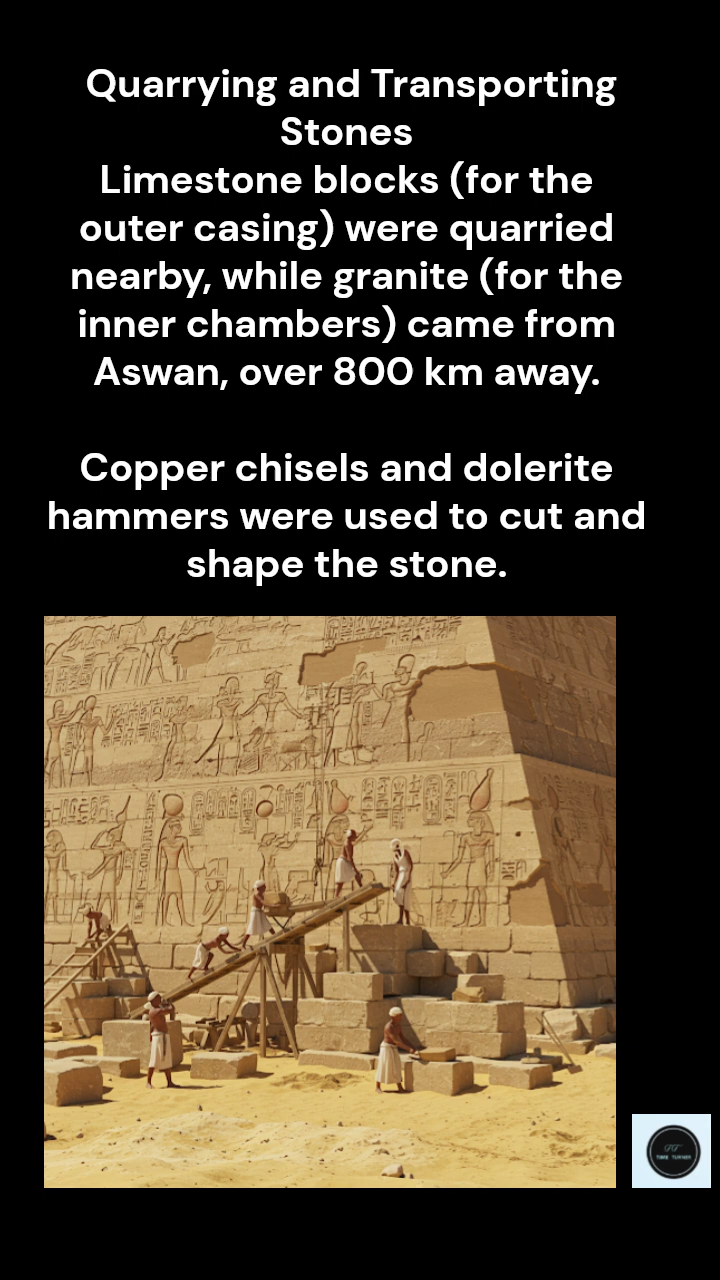 Quarrying and Transporting
Stones
Limestone blocks (for the
outer casing) were quarried
nearby, while granite (for the
inner chambers) came from
Aswan, over 800 km away.
Copper chisels and dolerite
hammers were used to cut and
shape the stone.
TIME TURNER